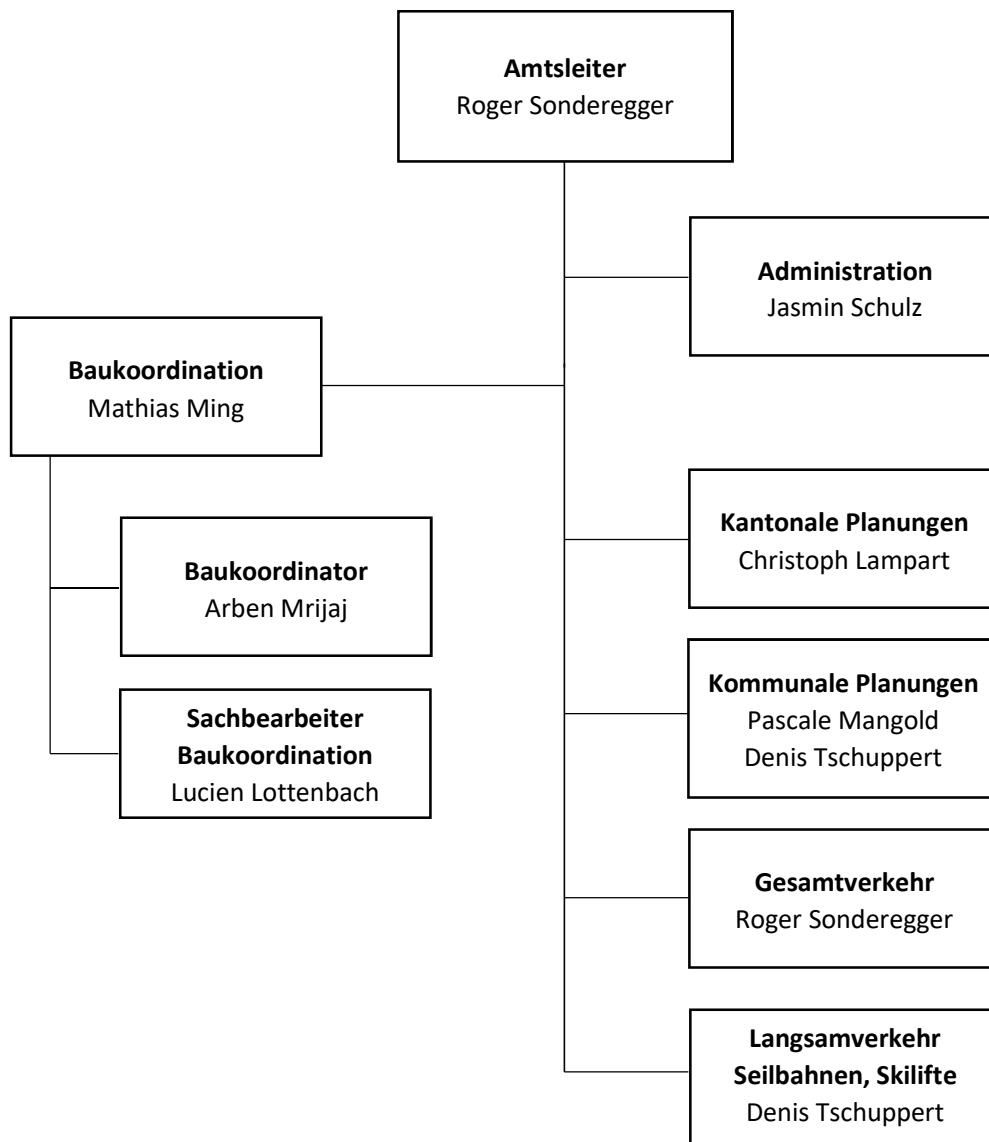 Amtsleiter
Roger Sonderegger
Administration
Jasmin Schulz
Baukoordination
Mathias Ming
Kantonale Planungen
Christoph Lampart
Baukoordinator
Arben Mrijaj
Kommunale Planungen
Pascale Mangold
Denis Tschuppert
Sachbearbeiter
Baukoordination
Lucien Lottenbach
Gesamtverkehr
Roger Sonderegger
Langsamverkehr
Seilbahnen, Skilifte
Denis Tschuppert